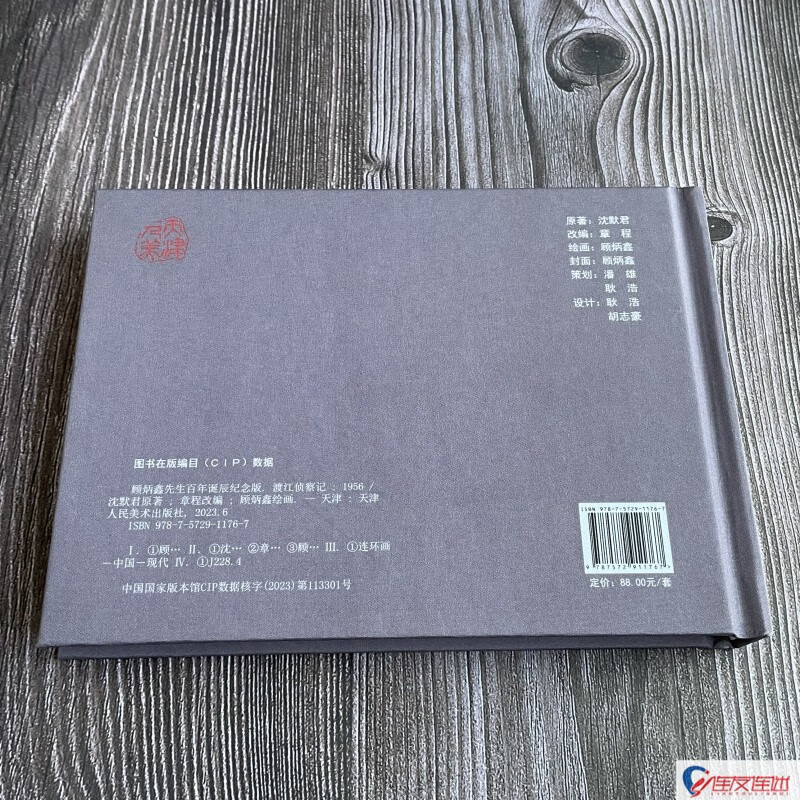 天津
人美
原著：沈默君
改编：章　程
绘画：顾炳鑫
封面：顾炳鑫
策划：潘　雄
耿　浩
设计：耿　浩
胡志豪
图书在版编目（CIP）数据
顾炳鑫先生百年诞辰纪念版．渡江侦察记：1956 /
沈默君原著；章程改编；顾炳鑫绘画．— 天津：天津
人民美术出版社，2023.6
ISBN 978-7-5729-1176-7
Ⅰ．①顾… Ⅱ．①沈… ②章… ③顾… Ⅲ．①连环画
－中国－现代 Ⅳ．①J228.4
中国国家版本馆CIP数据核字(2023)第113301号
ISBN 978-7-5729-1176-7
9 787572 911767
定价：88.00元/套
连友连心